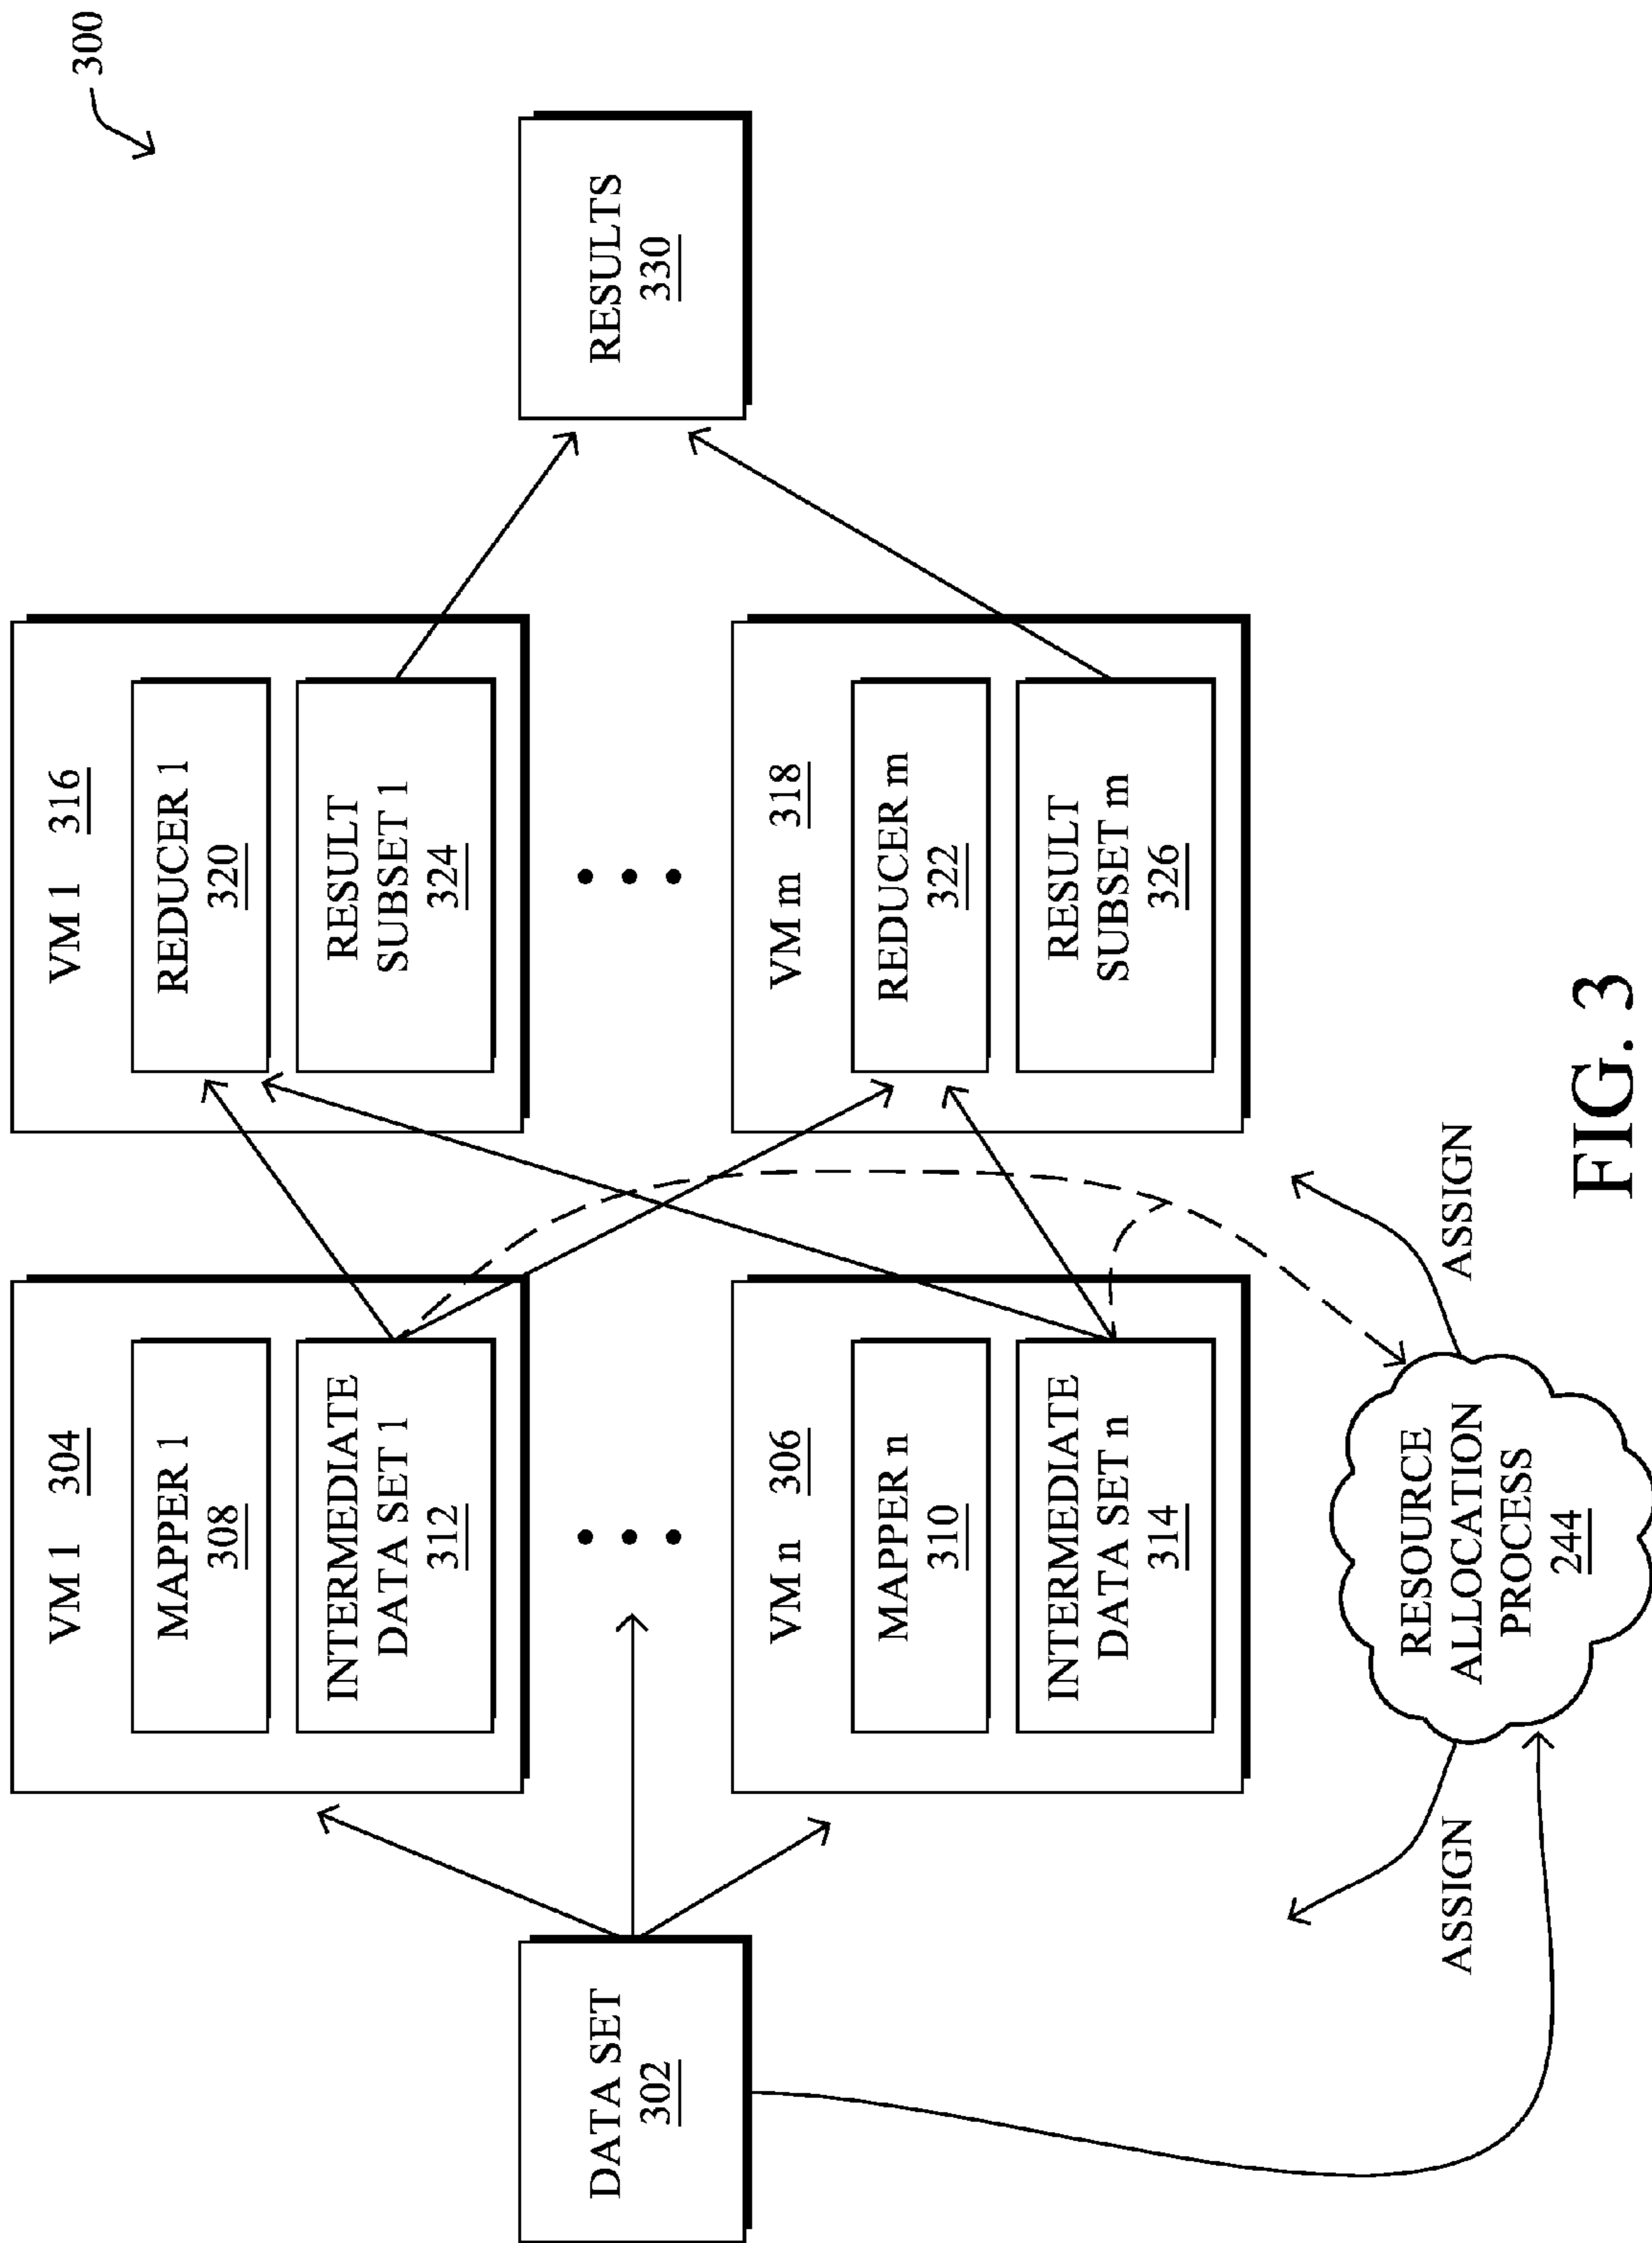 300
DATA SET
302
VM 1 304
MAPPER 1
308
INTERMEDIATE
DATA SET 1
312
VM n 306
MAPPER n
310
INTERMEDIATE
DATA SET n
314
VM 1 316
REDUCER 1
320
RESULT
SUBSET 1
324
VM m 318
REDUCER m
322
RESULT
SUBSET m
326
RESULTS
330
ASSIGN
RESOURCE
ALLOCATION
PROCESS
244
ASSIGN
FIG. 3